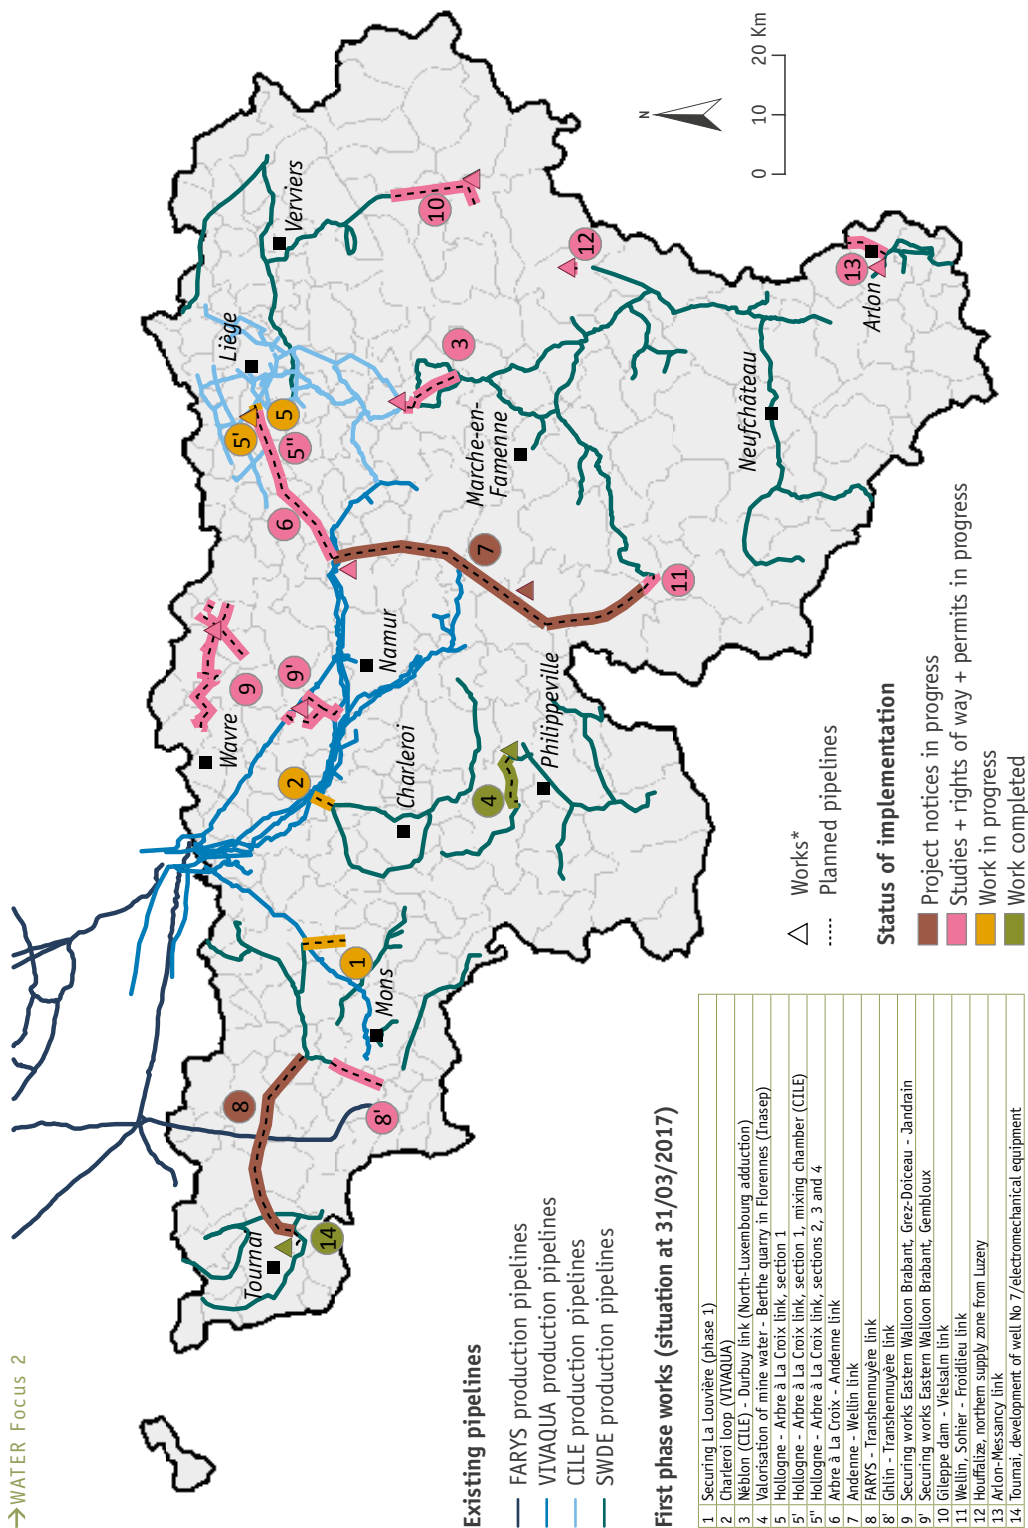 →WATER Focus 2
Existing pipelines
FARYS production pipelines
VIVAQUA production pipelines
CILE production pipelines
SWDE production pipelines
First phase works (situation at 31/03/2017)
1 Securing La Louvière (phase 1)
2 Charleroi loop (VIVAQUA)
3 Néblon (CILE) - Durbuy link (North-Luxembourg adduction)
4 Valorisation of mine water - Berthe quarry in Florennes (Inasep)
5 Hollogne - Arbre à La Croix link, section 1
5' Hollogne - Arbre à La Croix link, section 1, mixing chamber (CILE)
5" Hollogne - Arbre à La Croix link, sections 2, 3 and 4
6 Arbre à La Croix - Andenne link
7 Andenne - Wellin link
8 FARYS - Transhennuyère link
8' Ghlin - Transhennuyère link
9 Securing works Eastern Walloon Brabant, Grez-Doiceau - Jandrain
9' Securing works Eastern Walloon Brabant, Gembloux
10 Gileppe dam - Vielsalm link
11 Wellin, Sohier - Froidlieu link
12 Houffalize, northern supply zone from Luzery
13 Arlon-Messancy link
14 Tournai, development of well No 7/electromechanical equipment
Works*
Planned pipelines
Status of implementation
Project notices in progress
Studies + rights of way + permits in progress
Work in progress
Work completed
Tournai
14
8
8'
Mons
1
Wavre
2
Charleroi
4
Philippeville
9
9'
Namur
6
7
11
5'
5
5"
Liège
3
Marche-en-
Famenne
Neufchâteau
Verviers
10
12
13
Arlon
N
0 10 20 Km